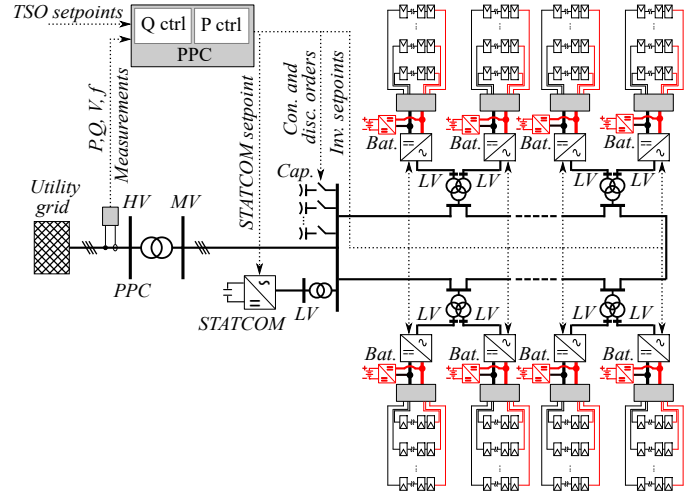 TSO setpoints
Q ctrl
P ctrl
PPC
P,Q, V,f
Measurements
STATCOM setpoint
Con. and
disc. orders
Inv. setpoints
Cap.
Utility
grid
HV
MV
PPC
STATCOM
LV
Bat.
Bat.
Bat.
Bat.
LV
LV
LV
LV
LV
LV
LV
LV
Bat.
Bat.
Bat.
Bat.